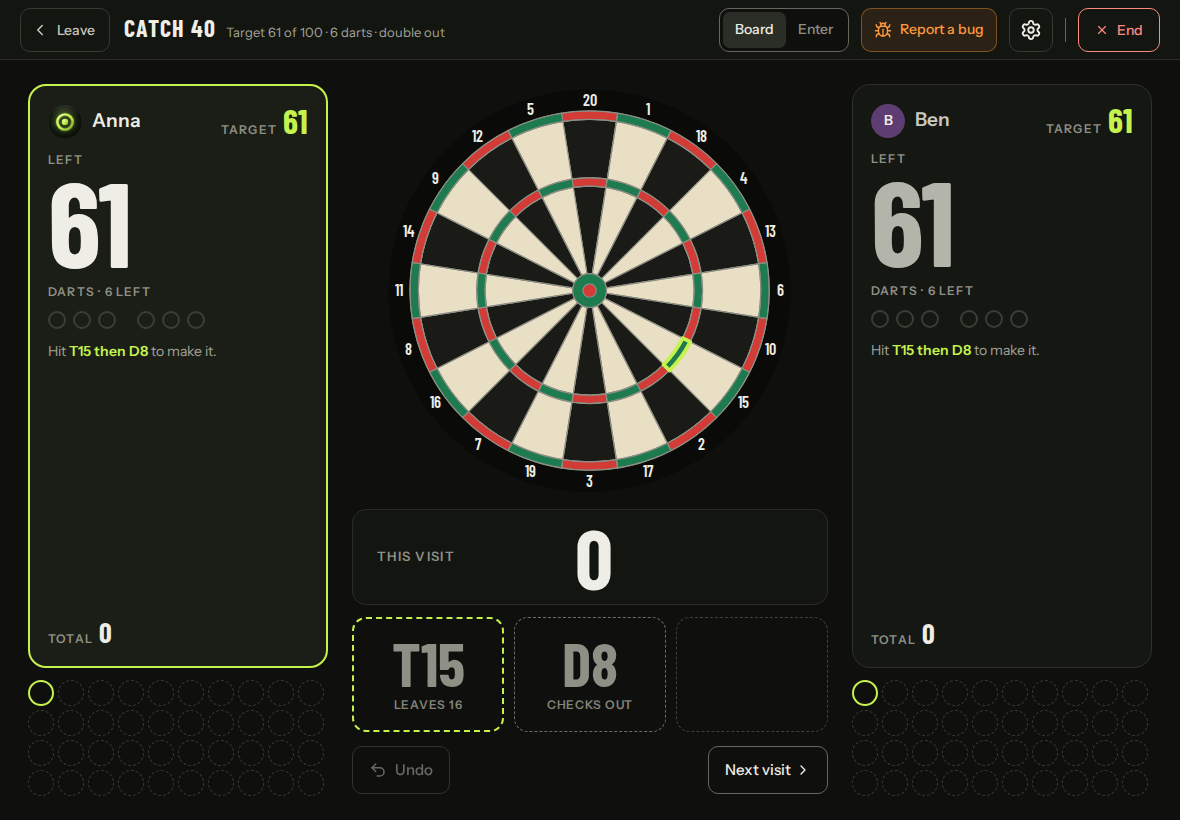 Leave
CATCH 40
Target 61 of 100 · 6 darts · double out
Board
Enter
Report a bug
End
Anna
TARGET 61
LEFT
61
DARTS · 6 LEFT
Hit T15 then D8 to make it.
TOTAL 0
20
1
18
4
13
6
10
15
2
17
3
19
7
16
8
11
14
9
12
5
THIS VISIT
0
T15
LEAVES 16
D8
CHECKS OUT
Undo
Next visit
B
Ben
TARGET 61
LEFT
61
DARTS · 6 LEFT
Hit T15 then D8 to make it.
TOTAL 0